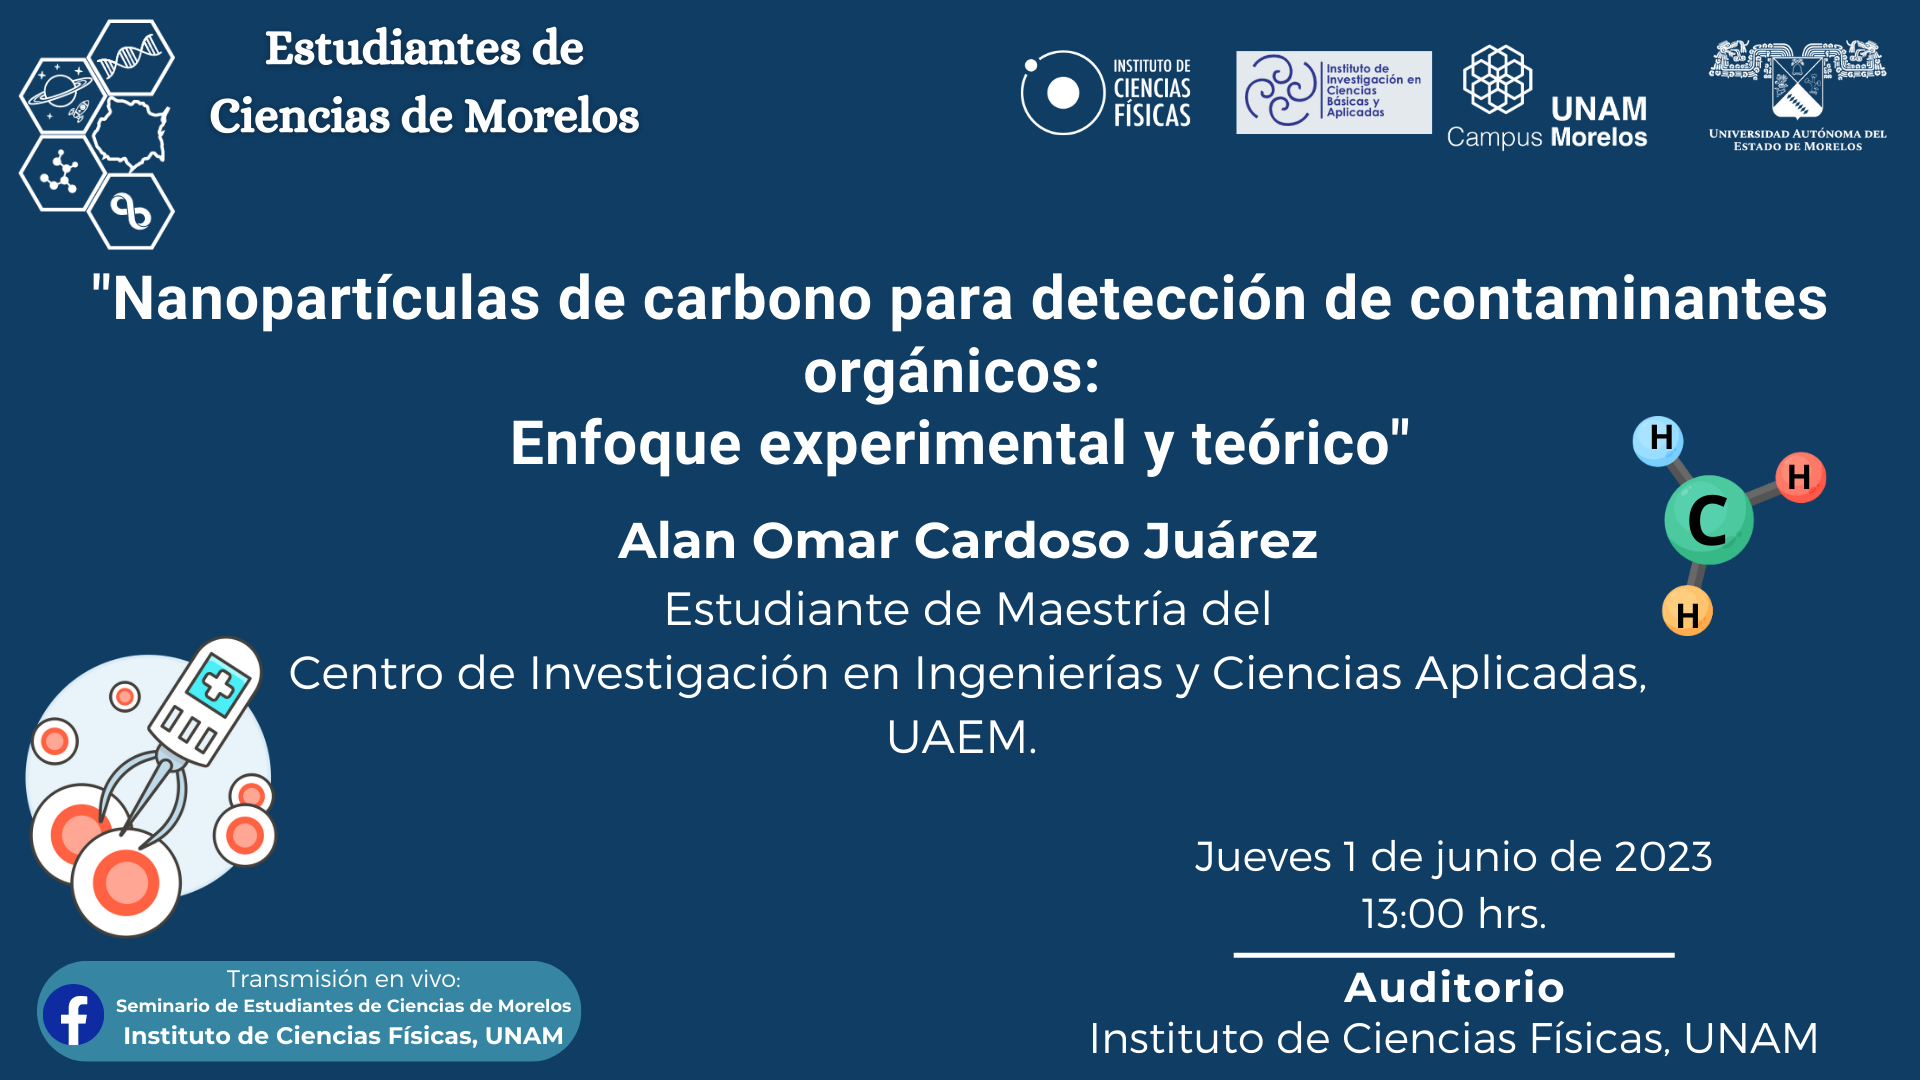 Estudiantes de
Ciencias de Morelos
INSTITUTO DE
CIENCIAS
FÍSICAS
Instituto de
Investigación en
Ciencias
Básicas y
Aplicadas
UNAM
Campus Morelos
UNIVERSIDAD AUTÓNOMA DEL
ESTADO DE MORELOS
"Nanopartículas de carbono para detección de contaminantes
orgánicos:
Enfoque experimental y teórico"
H
H
C
H
Alan Omar Cardoso Juárez
Estudiante de Maestría del
Centro de Investigación en Ingenierías y Ciencias Aplicadas,
UAEM.
Jueves 1 de junio de 2023
13:00 hrs.
Auditorio
Instituto de Ciencias Físicas, UNAM
Transmisión en vivo:
Seminario de Estudiantes de Ciencias de Morelos
Instituto de Ciencias Físicas, UNAM